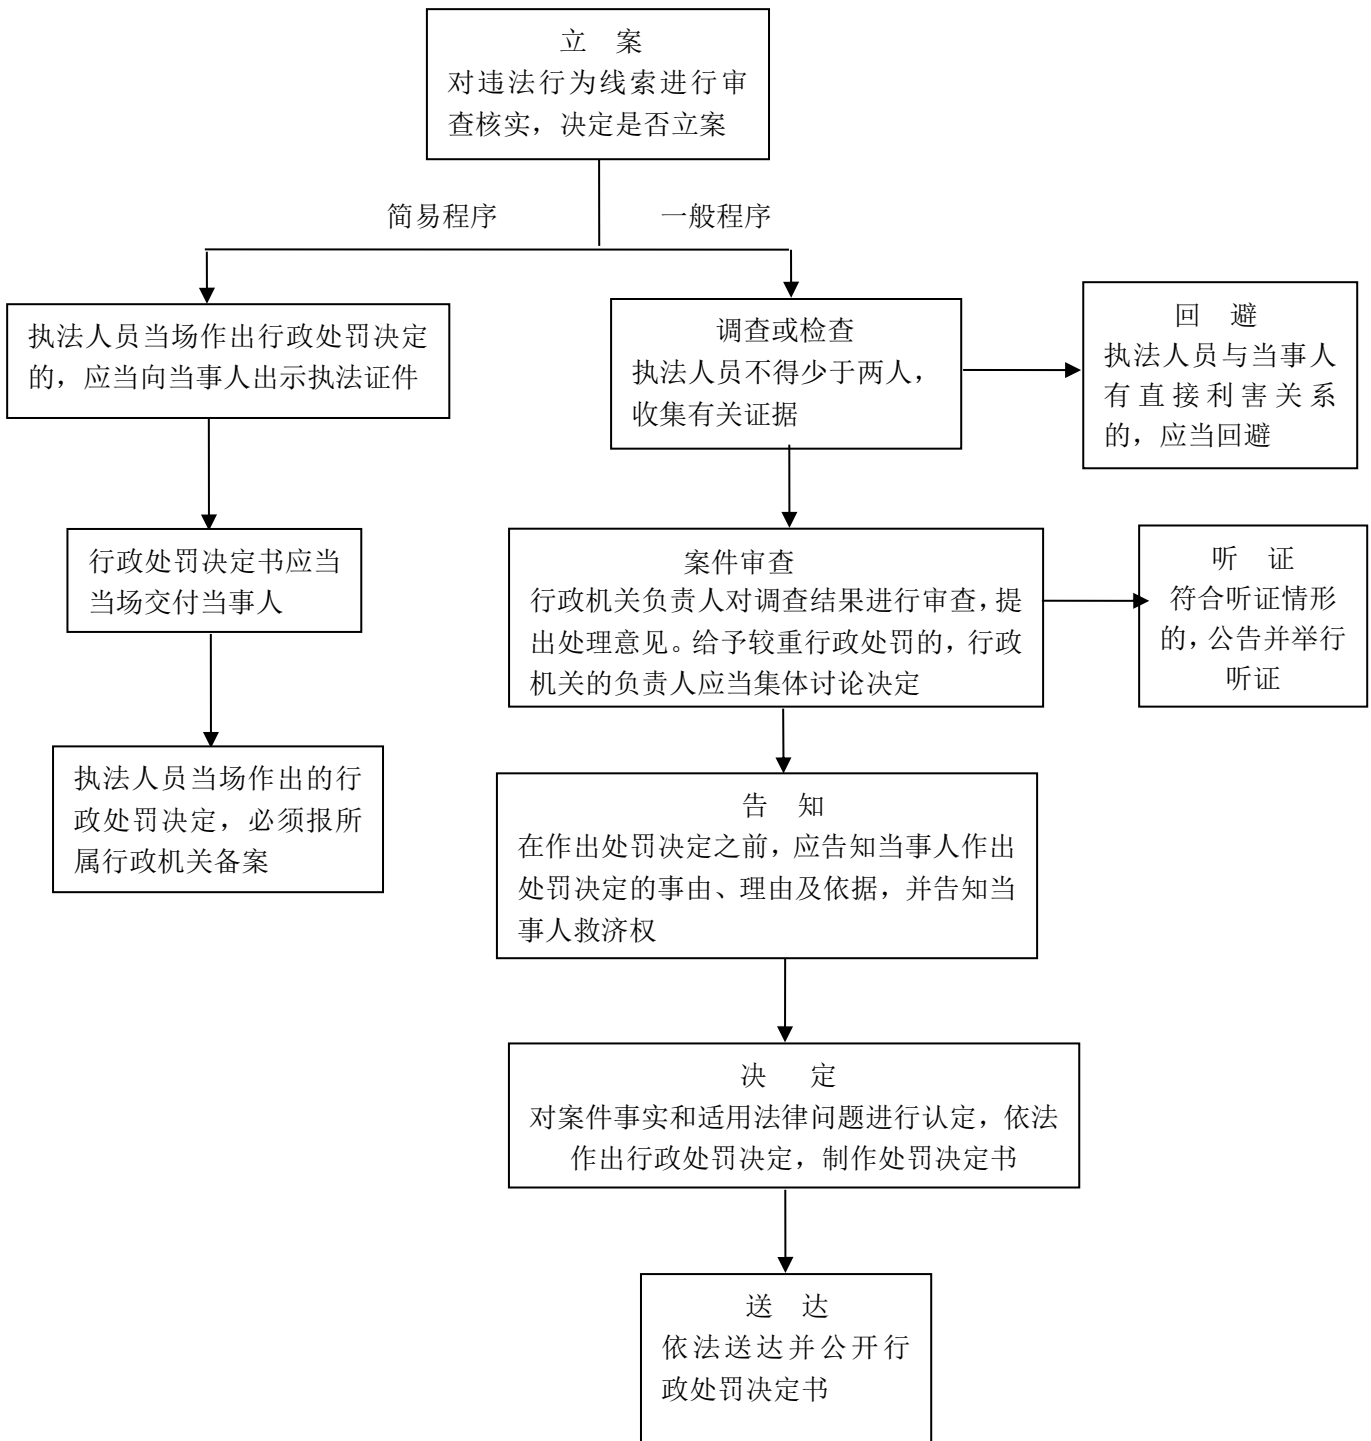 立 案
对违法行为线索进行审
查核实，决定是否立案
简易程序
一般程序
执法人员当场作出行政处罚决定
的，应当向当事人出示执法证件
调查或检查
执法人员不得少于两人，
收集有关证据
回 避
执法人员与当事人
有直接利害关系
的，应当回避
行政处罚决定书应当
当场交付当事人
案件审查
行政机关负责人对调查结果进行审查，提
出处理意见。给予较重行政处罚的，行政
机关的负责人应当集体讨论决定
听 证
符合听证情形
的，公告并举行
听证
执法人员当场作出的行
政处罚决定，必须报所
属行政机关备案
告 知
在作出处罚决定之前，应告知当事人作出
处罚决定的事由、理由及依据，并告知当
事人救济权
决 定
对案件事实和适用法律问题进行认定，依法
作出行政处罚决定，制作处罚决定书
送 达
依法送达并公开行
政处罚决定书